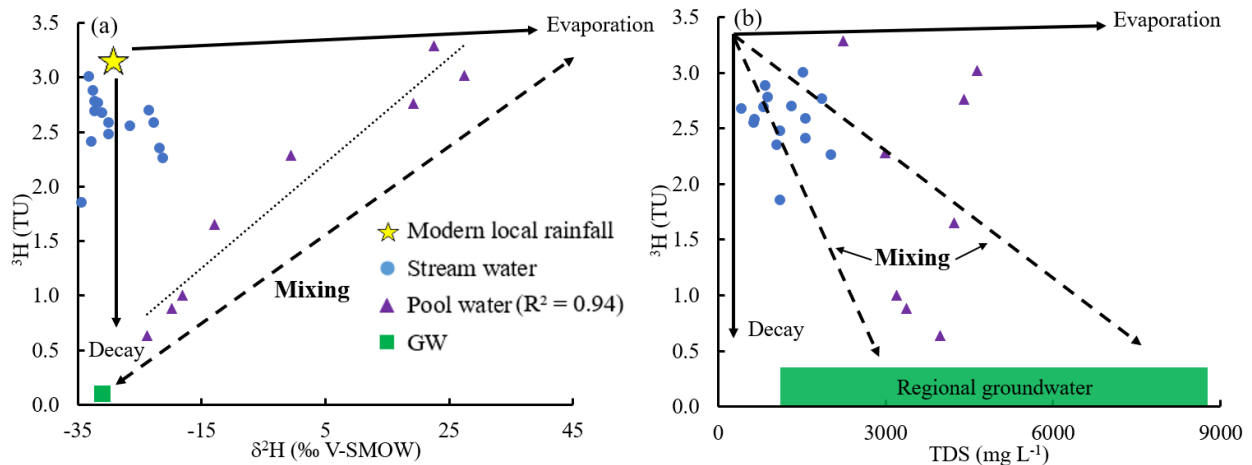 (a)
Evaporation
3.5
3.0
2.5
2.0
1.5
1.0
0.5
0.0
³H (TU)
Modern local rainfall
Stream water
Pool water (R² = 0.94)
GW
Mixing
Decay
-35
-15
5
25
45
δ²H (‰ V-SMOW)
(b)
Evaporation
3.5
3.0
2.5
2.0
1.5
1.0
0.5
0.0
³H (TU)
Mixing
Decay
Regional groundwater
0
3000
6000
9000
TDS (mg L⁻¹)